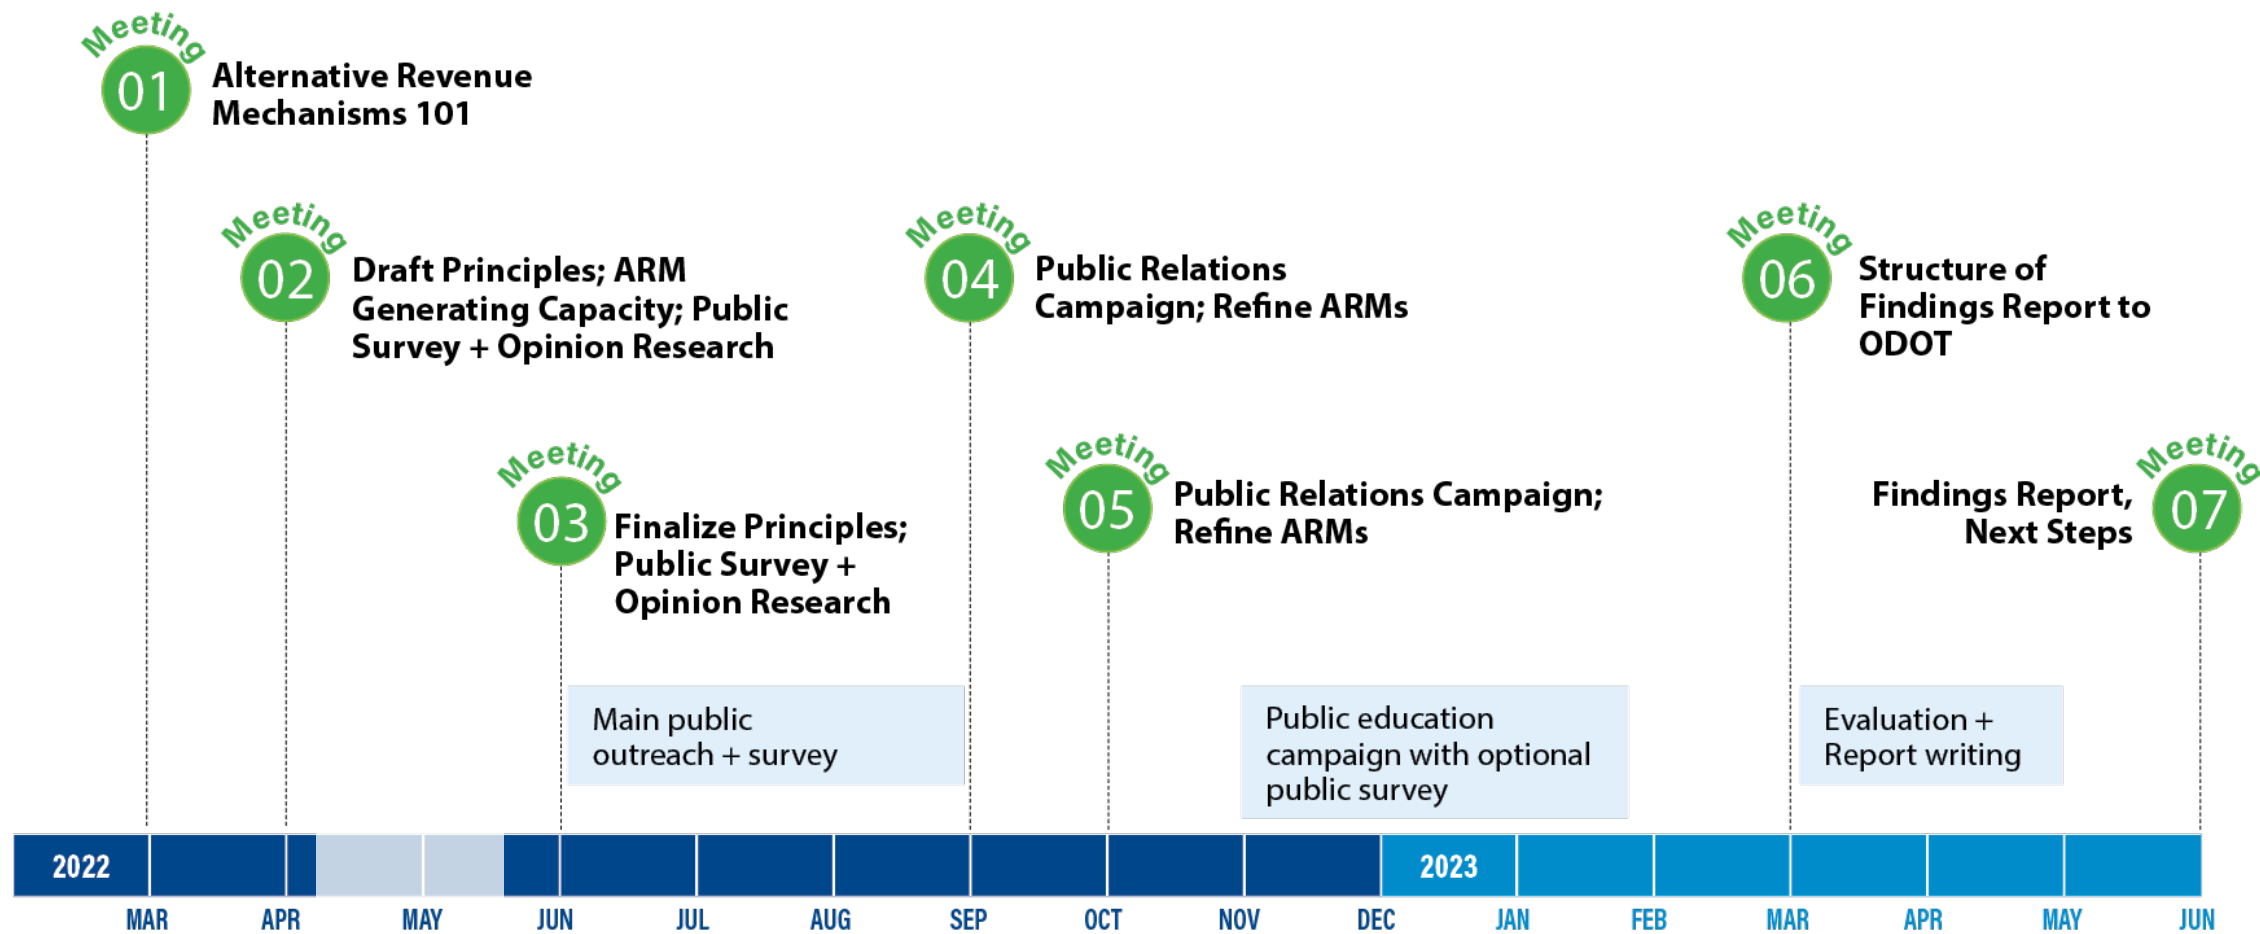 Meeting
01
Alternative Revenue
Mechanisms 101
Meeting
02
Draft Principles; ARM
Generating Capacity; Public
Survey + Opinion Research
Meeting
03
Finalize Principles;
Public Survey +
Opinion Research
Meeting
04
Public Relations
Campaign; Refine ARMs
Meeting
05
Public Relations Campaign;
Refine ARMs
Meeting
06
Structure of
Findings Report to
ODOT
Meeting
07
Findings Report,
Next Steps
Main public
outreach + survey
Public education
campaign with optional
public survey
Evaluation +
Report writing
2022
2023
MAR
APR
MAY
JUN
JUL
AUG
SEP
OCT
NOV
DEC
JAN
FEB
MAR
APR
MAY
JUN